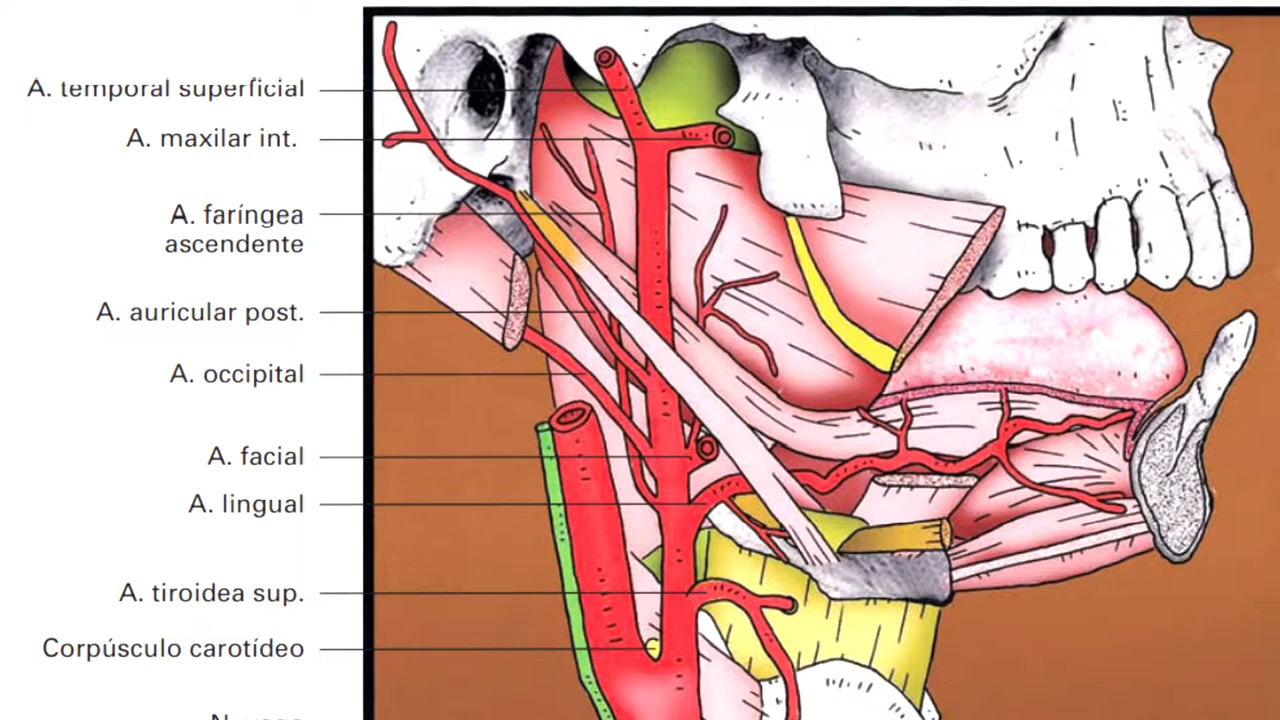 A. temporal superficial
A. maxilar int.
A. faríngea
ascendente
A. auricular post.
A. occipital
A. facial
A. lingual
A. tiroidea sup.
Corpúsculo carotídeo